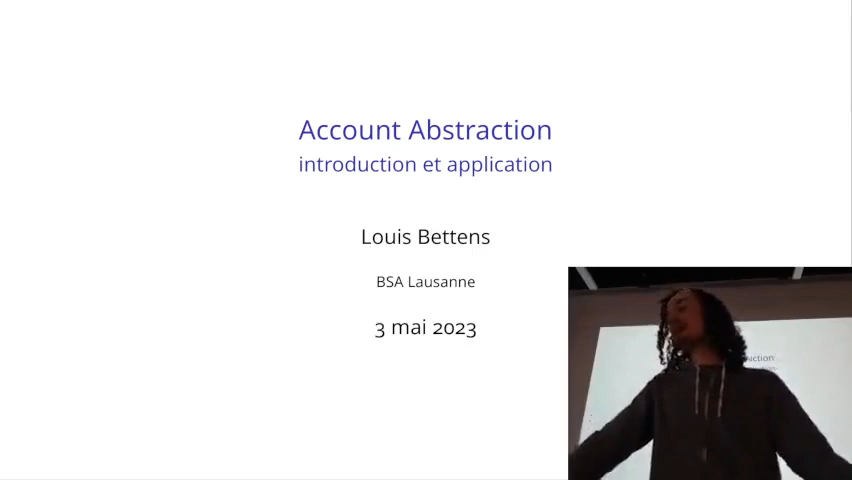 Account Abstraction
introduction et application
Louis Bettens
BSA Lausanne
3 mai 2023